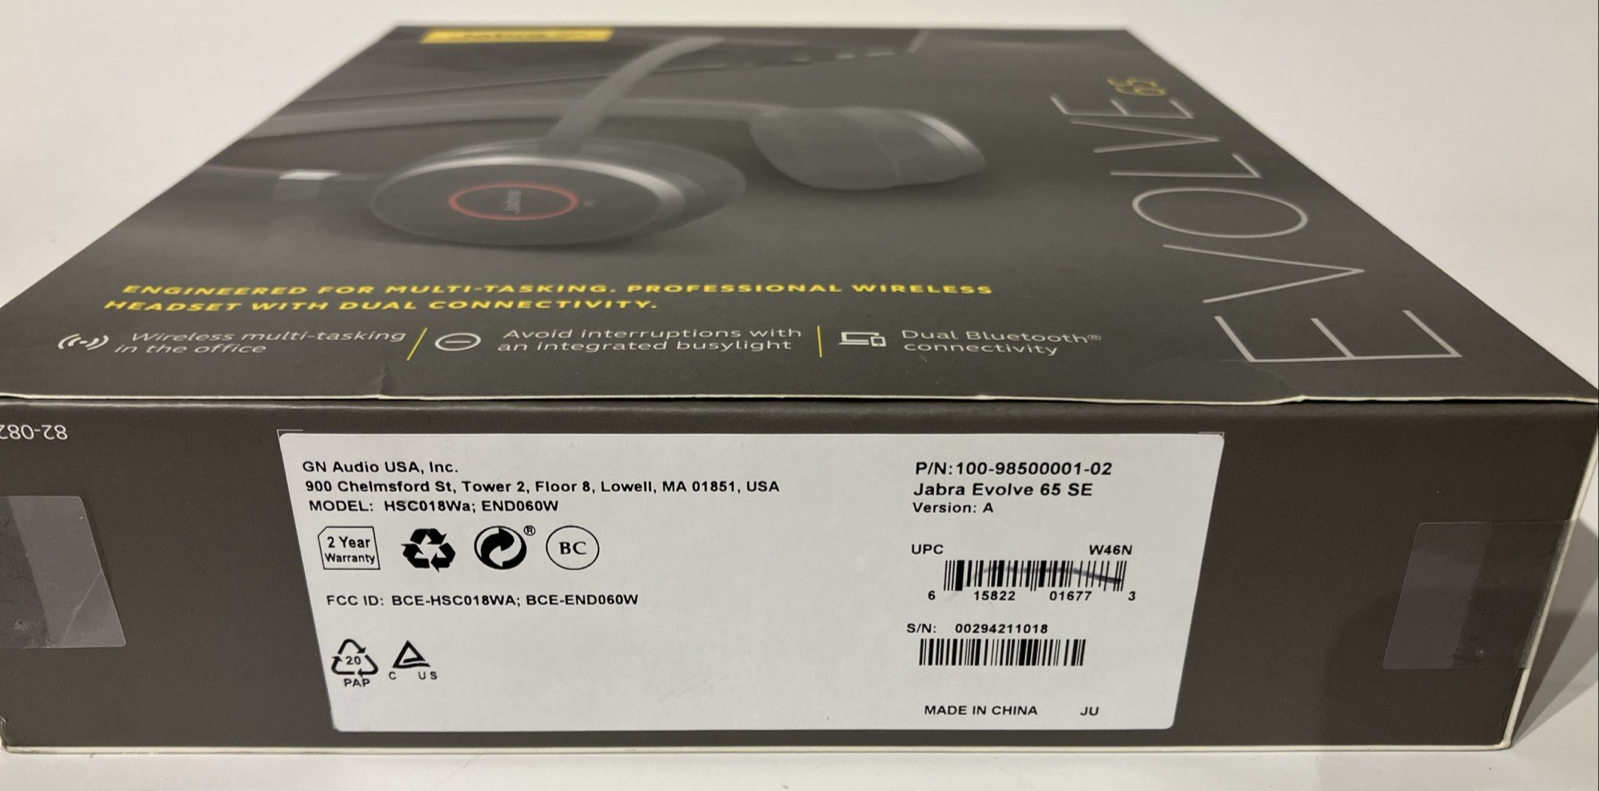 Jabra
EVOLVE 65
Jabra
ENGINEERED FOR MULTI-TASKING. PROFESSIONAL WIRELESS
HEADSET WITH DUAL CONNECTIVITY.
Wireless multi-tasking
in the office
Avoid interruptions with
an integrated busylight
Dual Bluetooth®
connectivity
82-082
GN Audio USA, Inc.
900 Chelmsford St, Tower 2, Floor 8, Lowell, MA 01851, USA
MODEL: HSC018Wa; END060W
2 Year
Warranty
®
BC
FCC ID: BCE-HSC018WA; BCE-END060W
20
PAP
C US
P/N:100-98500001-02
Jabra Evolve 65 SE
Version: A
UPC W46N
6 15822 01677 3
S/N: 00294211018
MADE IN CHINA JU